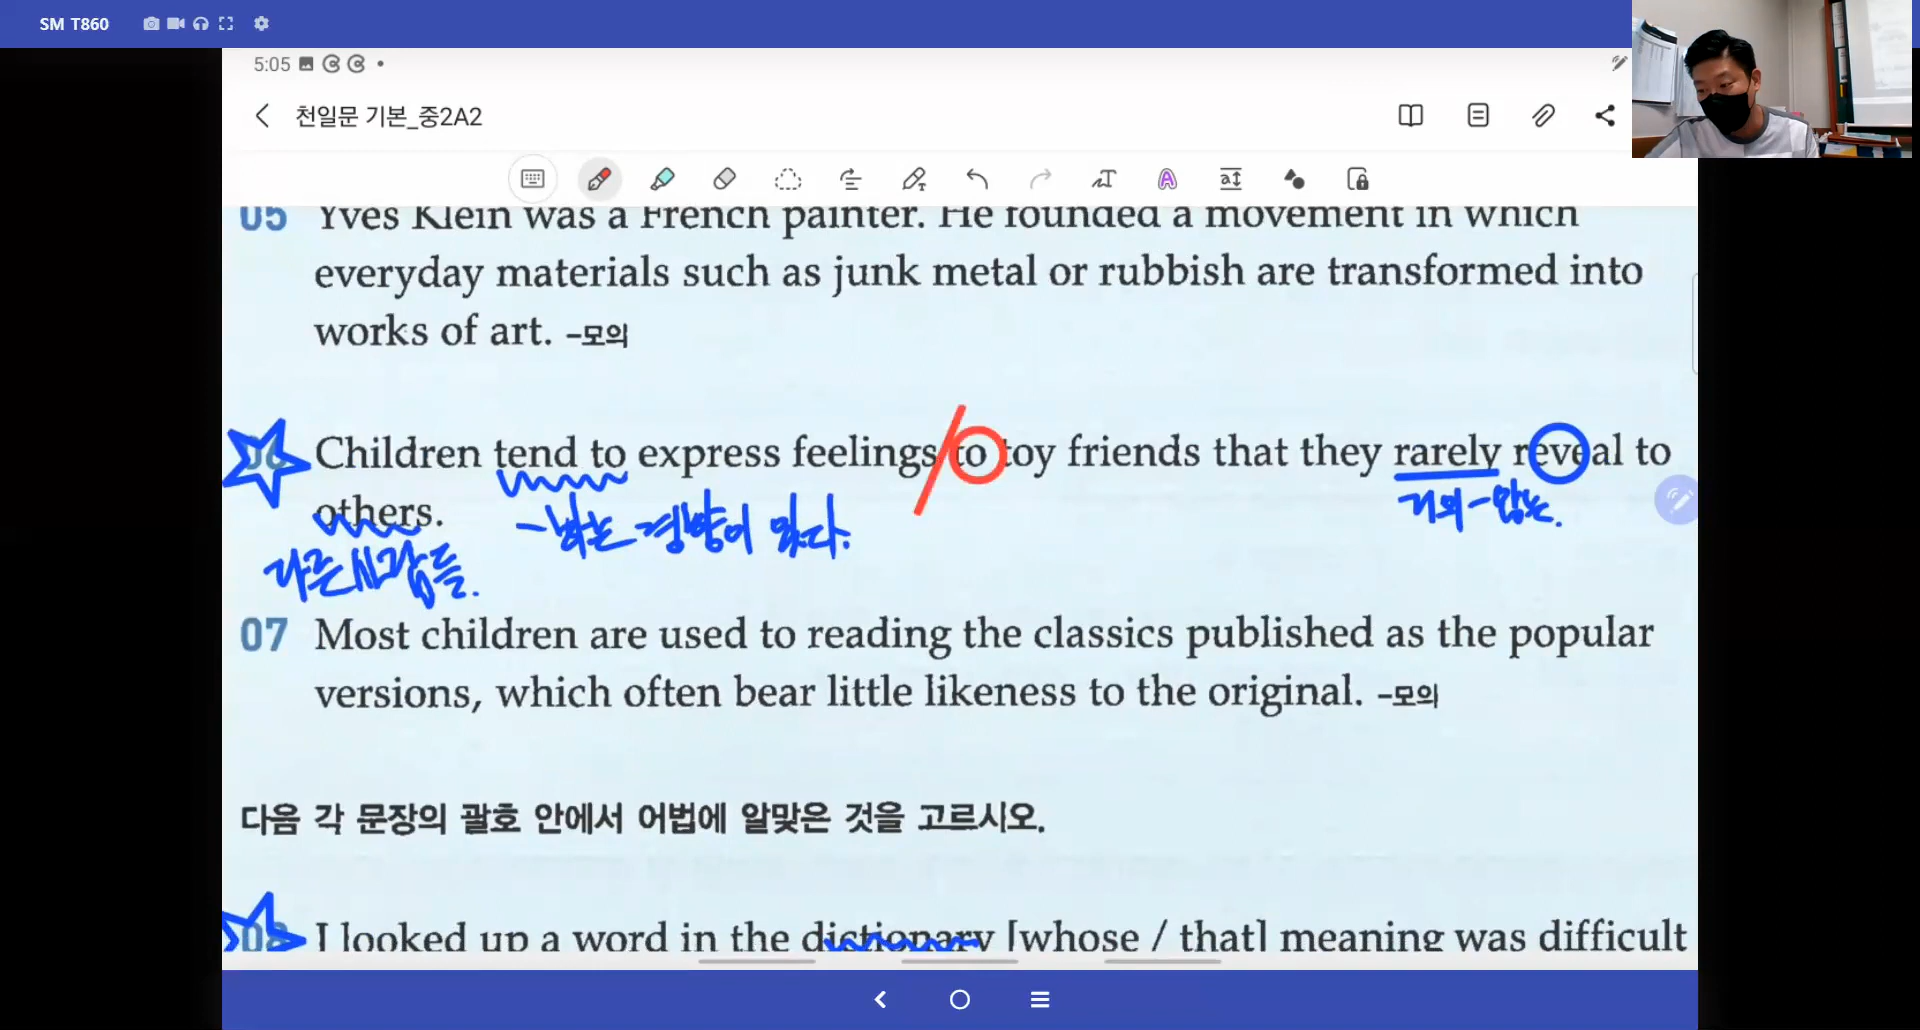 SM T860
5:05
천일문 기본_중2A2
05 Yves Klein was a French painter. He founded a movement in which
everyday materials such as junk metal or rubbish are transformed into
works of art. -모의
06 Children tend to express feelings to toy friends that they rarely reveal to
others.
거의 ~않는.
~하는 경향이 있다.
다른 사람들.
07 Most children are used to reading the classics published as the popular
versions, which often bear little likeness to the original. -모의
다음 각 문장의 괄호 안에서 어법에 알맞은 것을 고르시오.
08 I looked up a word in the dictionary [whose / that] meaning was difficult